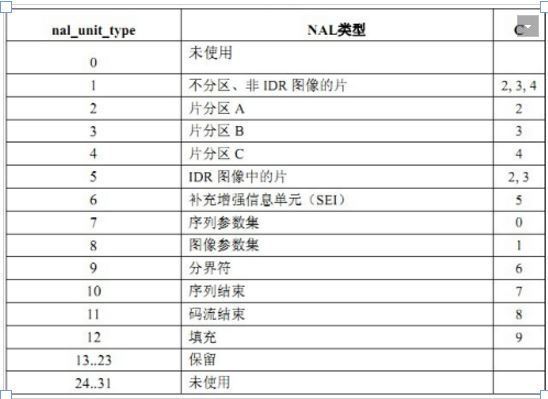 nal_unit_type NAL类型 C
0 未使用
1 不分区、非 IDR 图像的片 2, 3, 4
2 片分区 A 2
3 片分区 B 3
4 片分区 C 4
5 IDR 图像中的片 2, 3
6 补充增强信息单元（SEI） 5
7 序列参数集 0
8 图像参数集 1
9 分界符 6
10 序列结束 7
11 码流结束 8
12 填充 9
13..23 保留
24..31 未使用